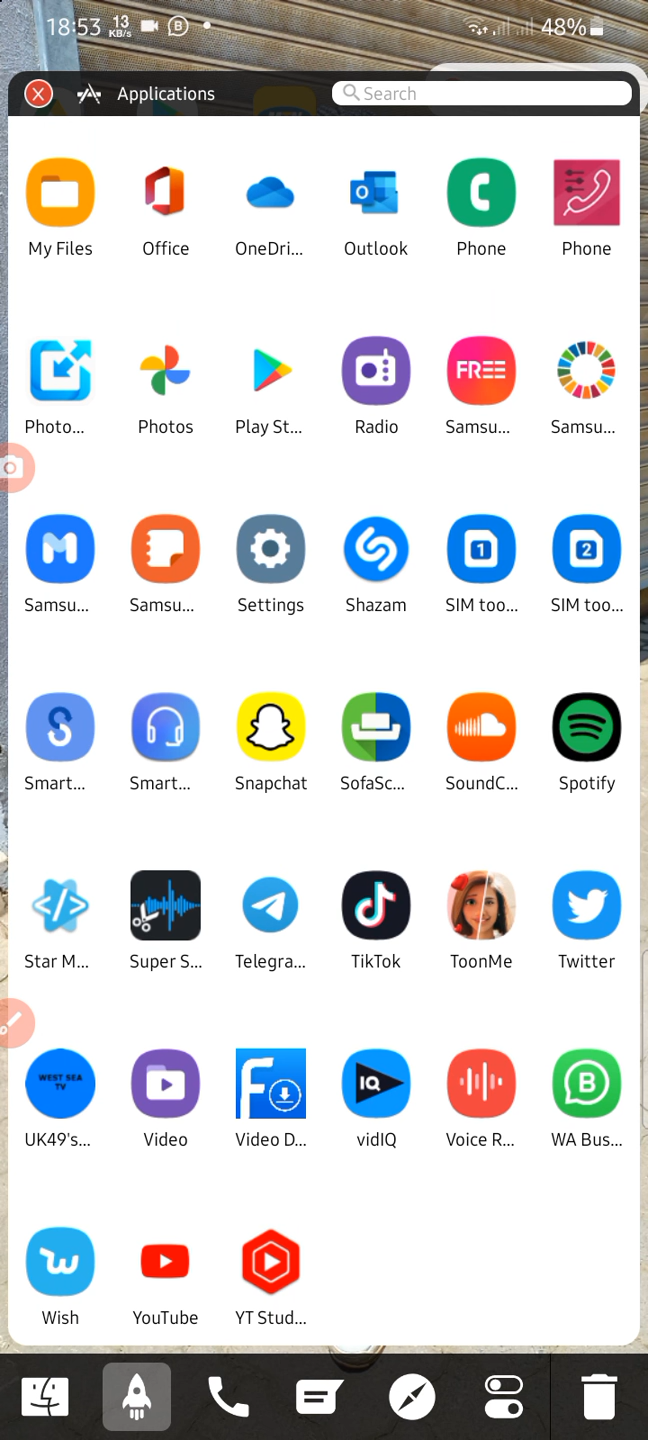 18:53 13 KB/s B 48%
X Applications Search
My Files Office OneDri... Outlook Phone Phone
FREE
Photo... Photos Play St... Radio Samsu... Samsu...
1 2
Samsu... Samsu... Settings Shazam SIM too... SIM too...
Smart... Smart... Snapchat SofaSc... SoundC... Spotify
Star M... Super S... Telegra... TikTok ToonMe Twitter
WEST SEA
TV
IQ
B
UK49's... Video Video D... vidIQ Voice R... WA Bus...
Wish YouTube YT Stud...